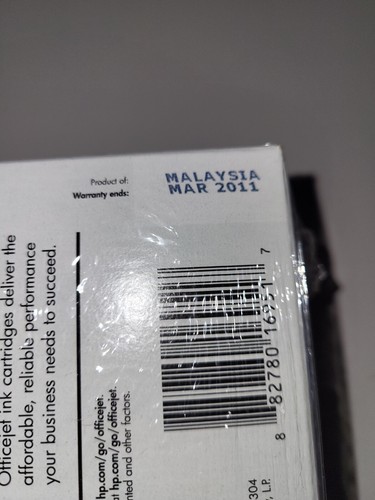 Product of: MALAYSIA
Warranty ends: MAR 2011
Officejet ink cartridges deliver the
affordable, reliable performance
your business needs to succeed.
hp.com/go/officejet.
hp.com/go/officejet.
nted and other factors.
8 82780 7
304
, L.P.